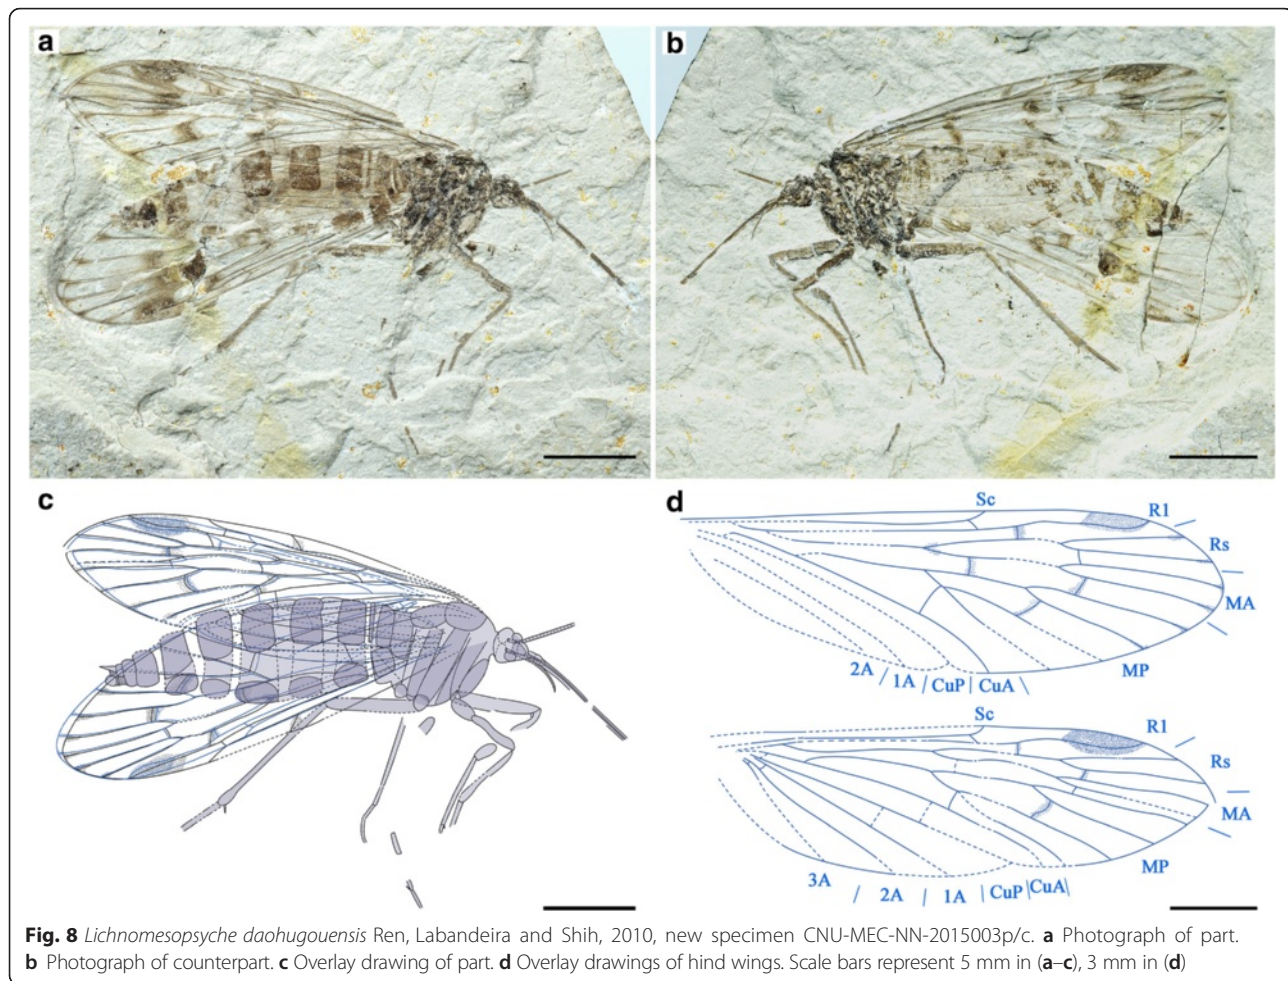 a
b
c
d
Sc
R1
Rs
MA
MP
2A / 1A / CuP | CuA \
Sc
R1
Rs
MA
MP
3A / 2A / 1A | CuP | CuA \
Fig. 8 Lichnomesopsyche daohugouensis Ren, Labandeira and Shih, 2010, new specimen CNU-MEC-NN-2015003p/c. a Photograph of part.
b Photograph of counterpart. c Overlay drawing of part. d Overlay drawings of hind wings. Scale bars represent 5 mm in (a–c), 3 mm in (d)